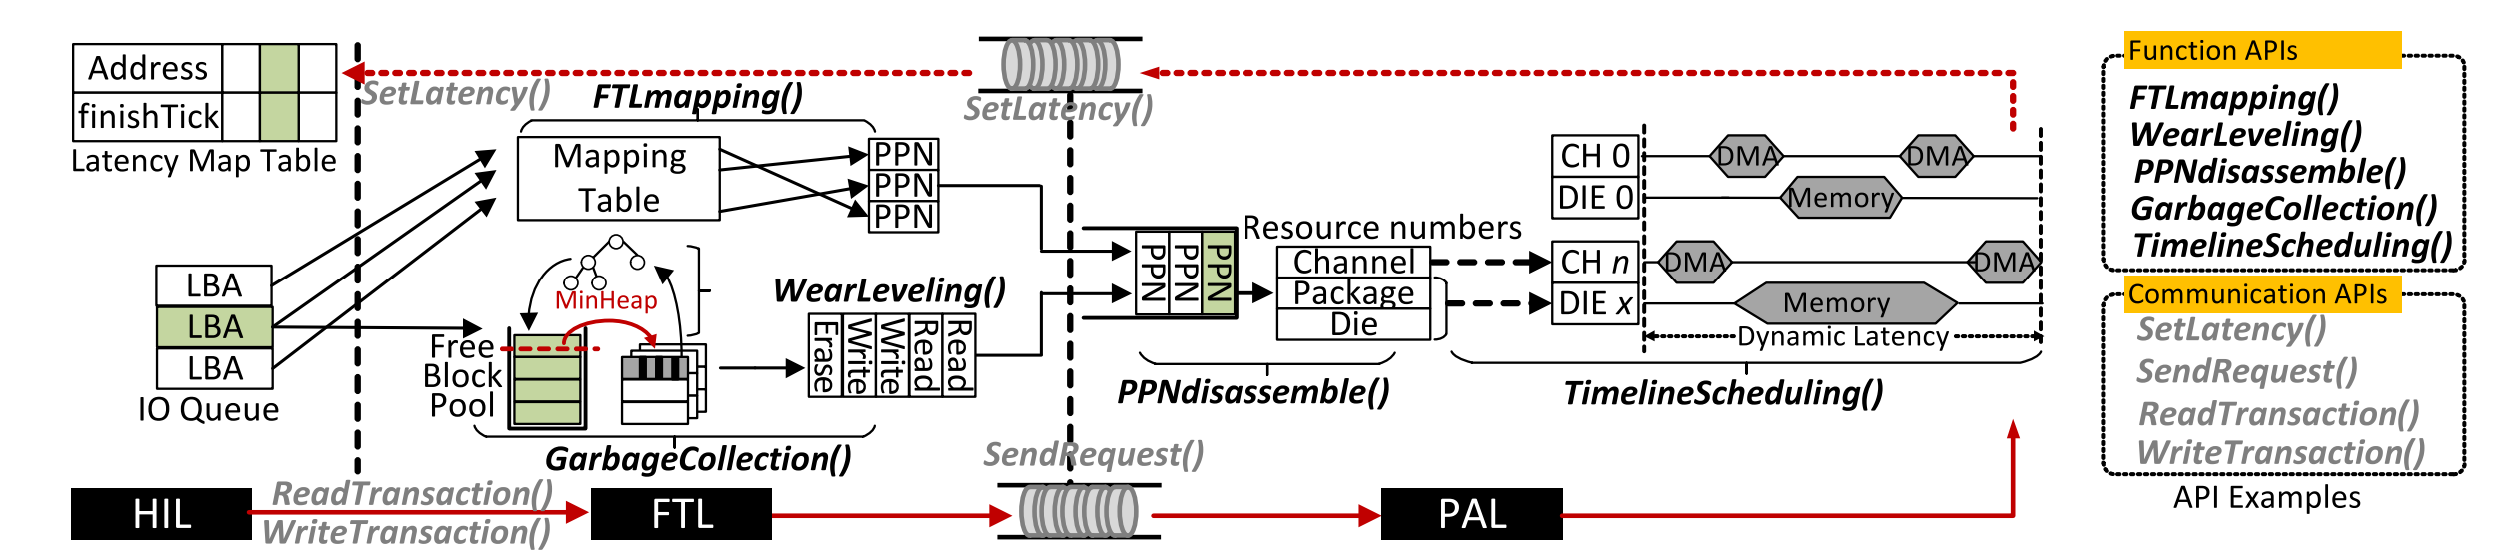 Address
finishTick
Latency Map Table
SetLatency()
FTLmapping()
SetLatency()
Mapping
Table
PPN
PPN
PPN
LBA
LBA
LBA
IO Queue
MinHeap
Free
Block
Pool
WearLeveling()
Erase
Write
Write
Read
Read
GarbageCollection()
PPN
PPN
PPN
Resource numbers
Channel
Package
Die
PPNdisassemble()
CH 0
DIE 0
CH n
DIE x
DMA
DMA
Memory
DMA
DMA
Memory
Dynamic Latency
TimelineScheduling()
SendRequest()
HIL
ReadTransaction()
WriteTransaction()
FTL
PAL
Function APIs
FTLmapping()
WearLeveling()
PPNdisassemble()
GarbageCollection()
TimelineScheduling()
Communication APIs
SetLatency()
SendRequest()
ReadTransaction()
WriteTransaction()
API Examples